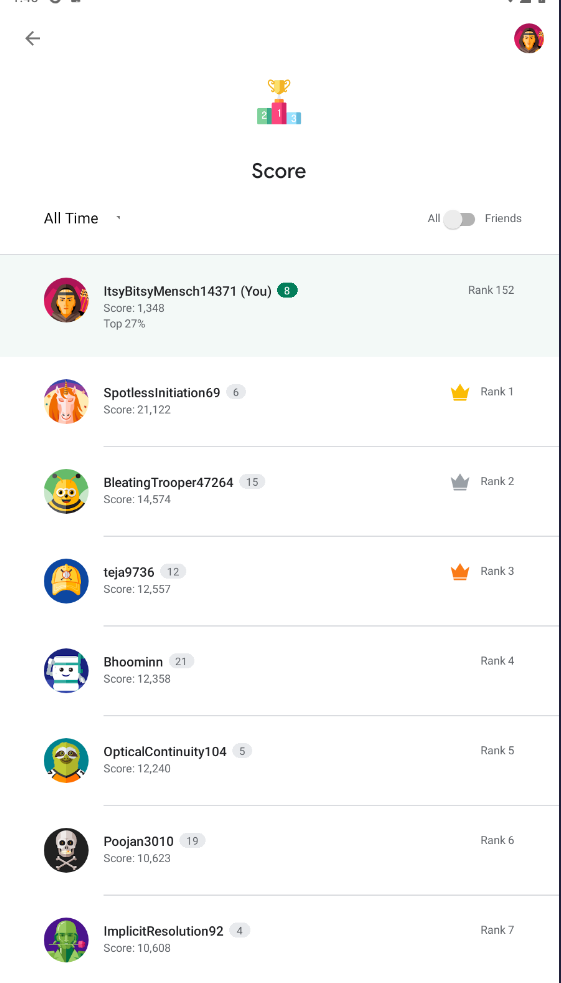 2 1 3
Score
All Time
All Friends
ItsyBitsyMensch14371 (You) 8 Rank 152
Score: 1,348
Top 27%
SpotlessInitiation69 6 Rank 1
Score: 21,122
BleatingTrooper47264 15 Rank 2
Score: 14,574
teja9736 12 Rank 3
Score: 12,557
Bhoominn 21 Rank 4
Score: 12,358
OpticalContinuity104 5 Rank 5
Score: 12,240
Poojan3010 19 Rank 6
Score: 10,623
ImplicitResolution92 4 Rank 7
Score: 10,608